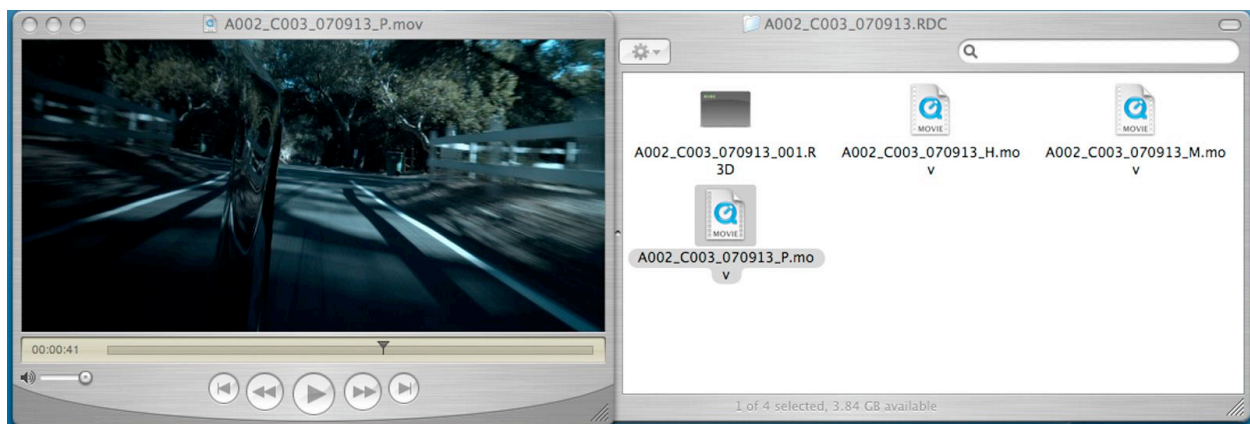 A002_C003_070913_P.mov
00:00:41
A002_C003_070913.RDC
A002_C003_070913_001.R
3D
A002_C003_070913_H.mo
v
A002_C003_070913_M.mo
v
MOVIE
MOVIE
A002_C003_070913_P.mo
v
MOVIE
1 of 4 selected, 3.84 GB available